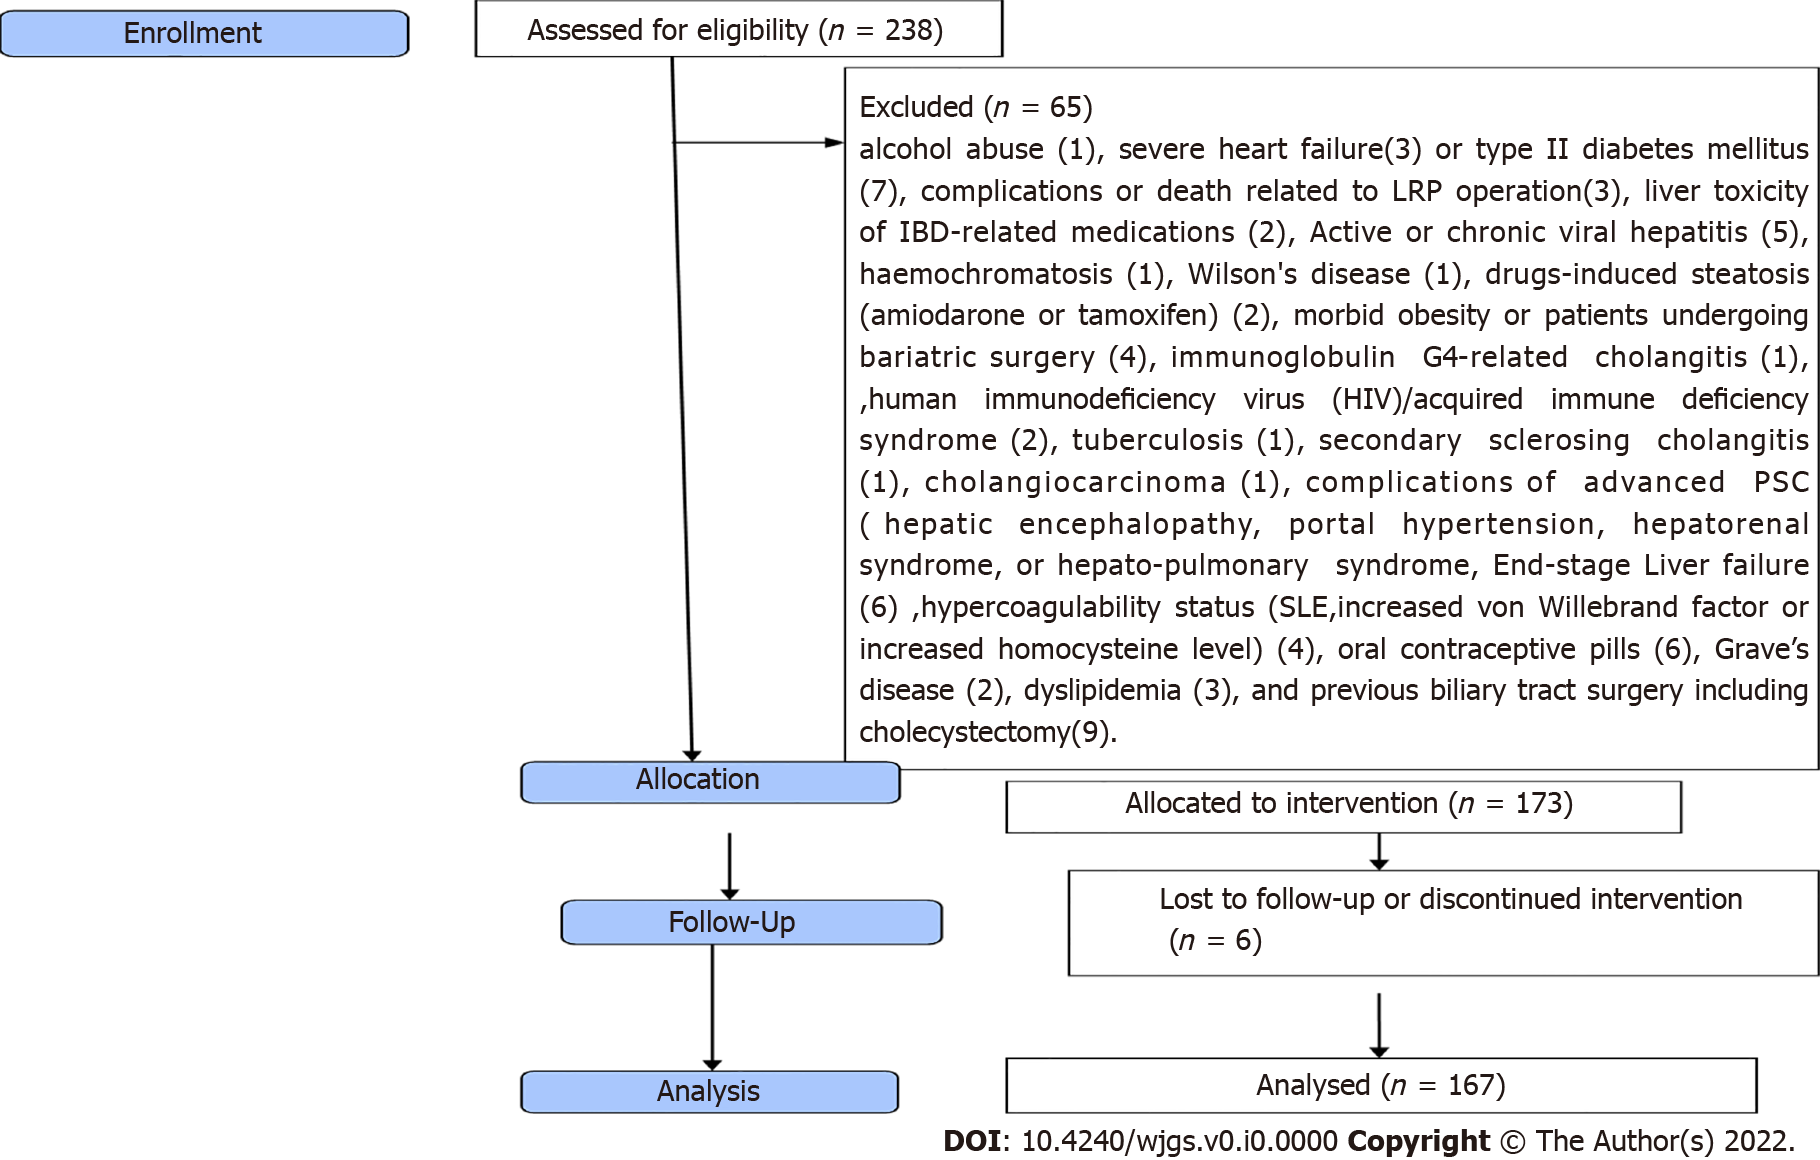 Enrollment
Assessed for eligibility (n = 238)
Excluded (n = 65)
alcohol abuse (1), severe heart failure(3) or type II diabetes mellitus
(7), complications or death related to LRP operation(3), liver toxicity
of IBD-related medications (2), Active or chronic viral hepatitis (5),
haemochromatosis (1), Wilson's disease (1), drugs-induced steatosis
(amiodarone or tamoxifen) (2), morbid obesity or patients undergoing
bariatric surgery (4), immunoglobulin G4-related cholangitis (1),
,human immunodeficiency virus (HIV)/acquired immune deficiency
syndrome (2), tuberculosis (1), secondary sclerosing cholangitis
(1), cholangiocarcinoma (1), complications of advanced PSC
( hepatic encephalopathy, portal hypertension, hepatorenal
syndrome, or hepato-pulmonary syndrome, End-stage Liver failure
(6) ,hypercoagulability status (SLE,increased von Willebrand factor or
increased homocysteine level) (4), oral contraceptive pills (6), Grave’s
disease (2), dyslipidemia (3), and previous biliary tract surgery including
cholecystectomy(9).
Allocation
Allocated to intervention (n = 173)
Lost to follow-up or discontinued intervention
(n = 6)
Follow-Up
Analysis
Analysed (n = 167)
DOI: 10.4240/wjgs.v0.i0.0000 Copyright © The Author(s) 2022.